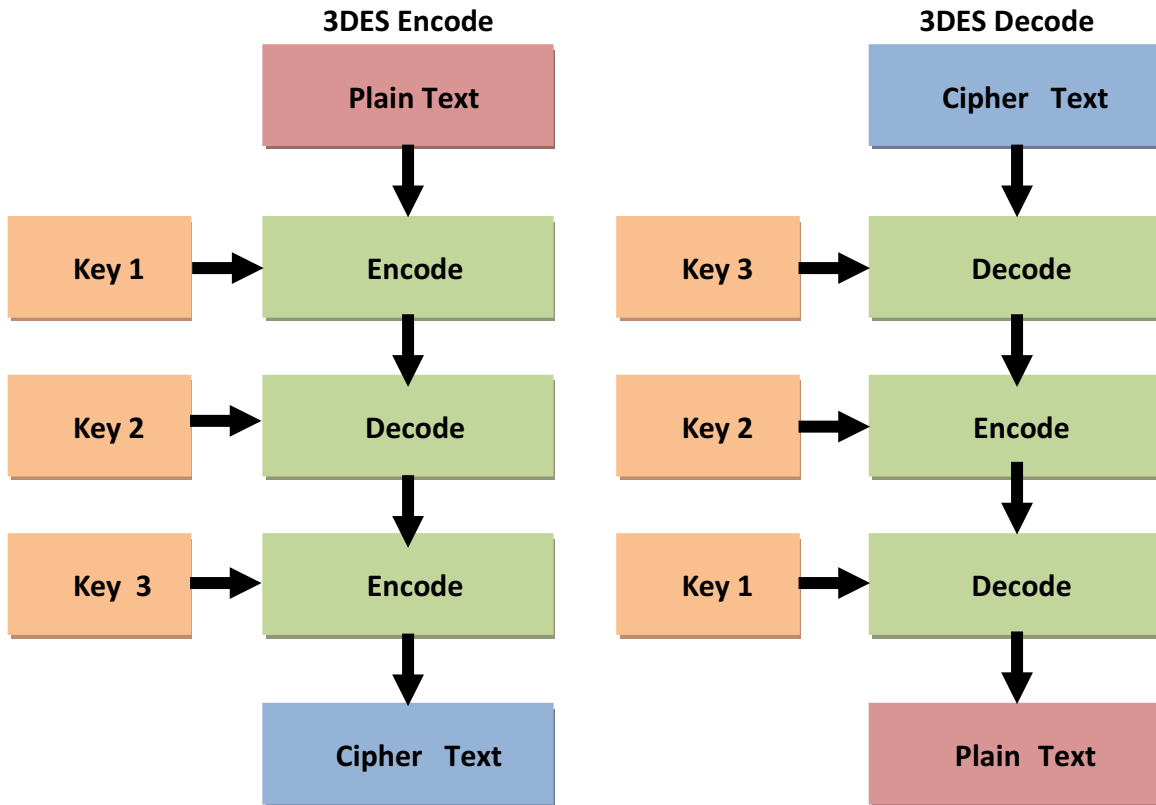 3DES Encode
Plain Text
Key 1
Encode
Key 2
Decode
Key 3
Encode
Cipher Text
3DES Decode
Cipher Text
Key 3
Decode
Key 2
Encode
Key 1
Decode
Plain Text